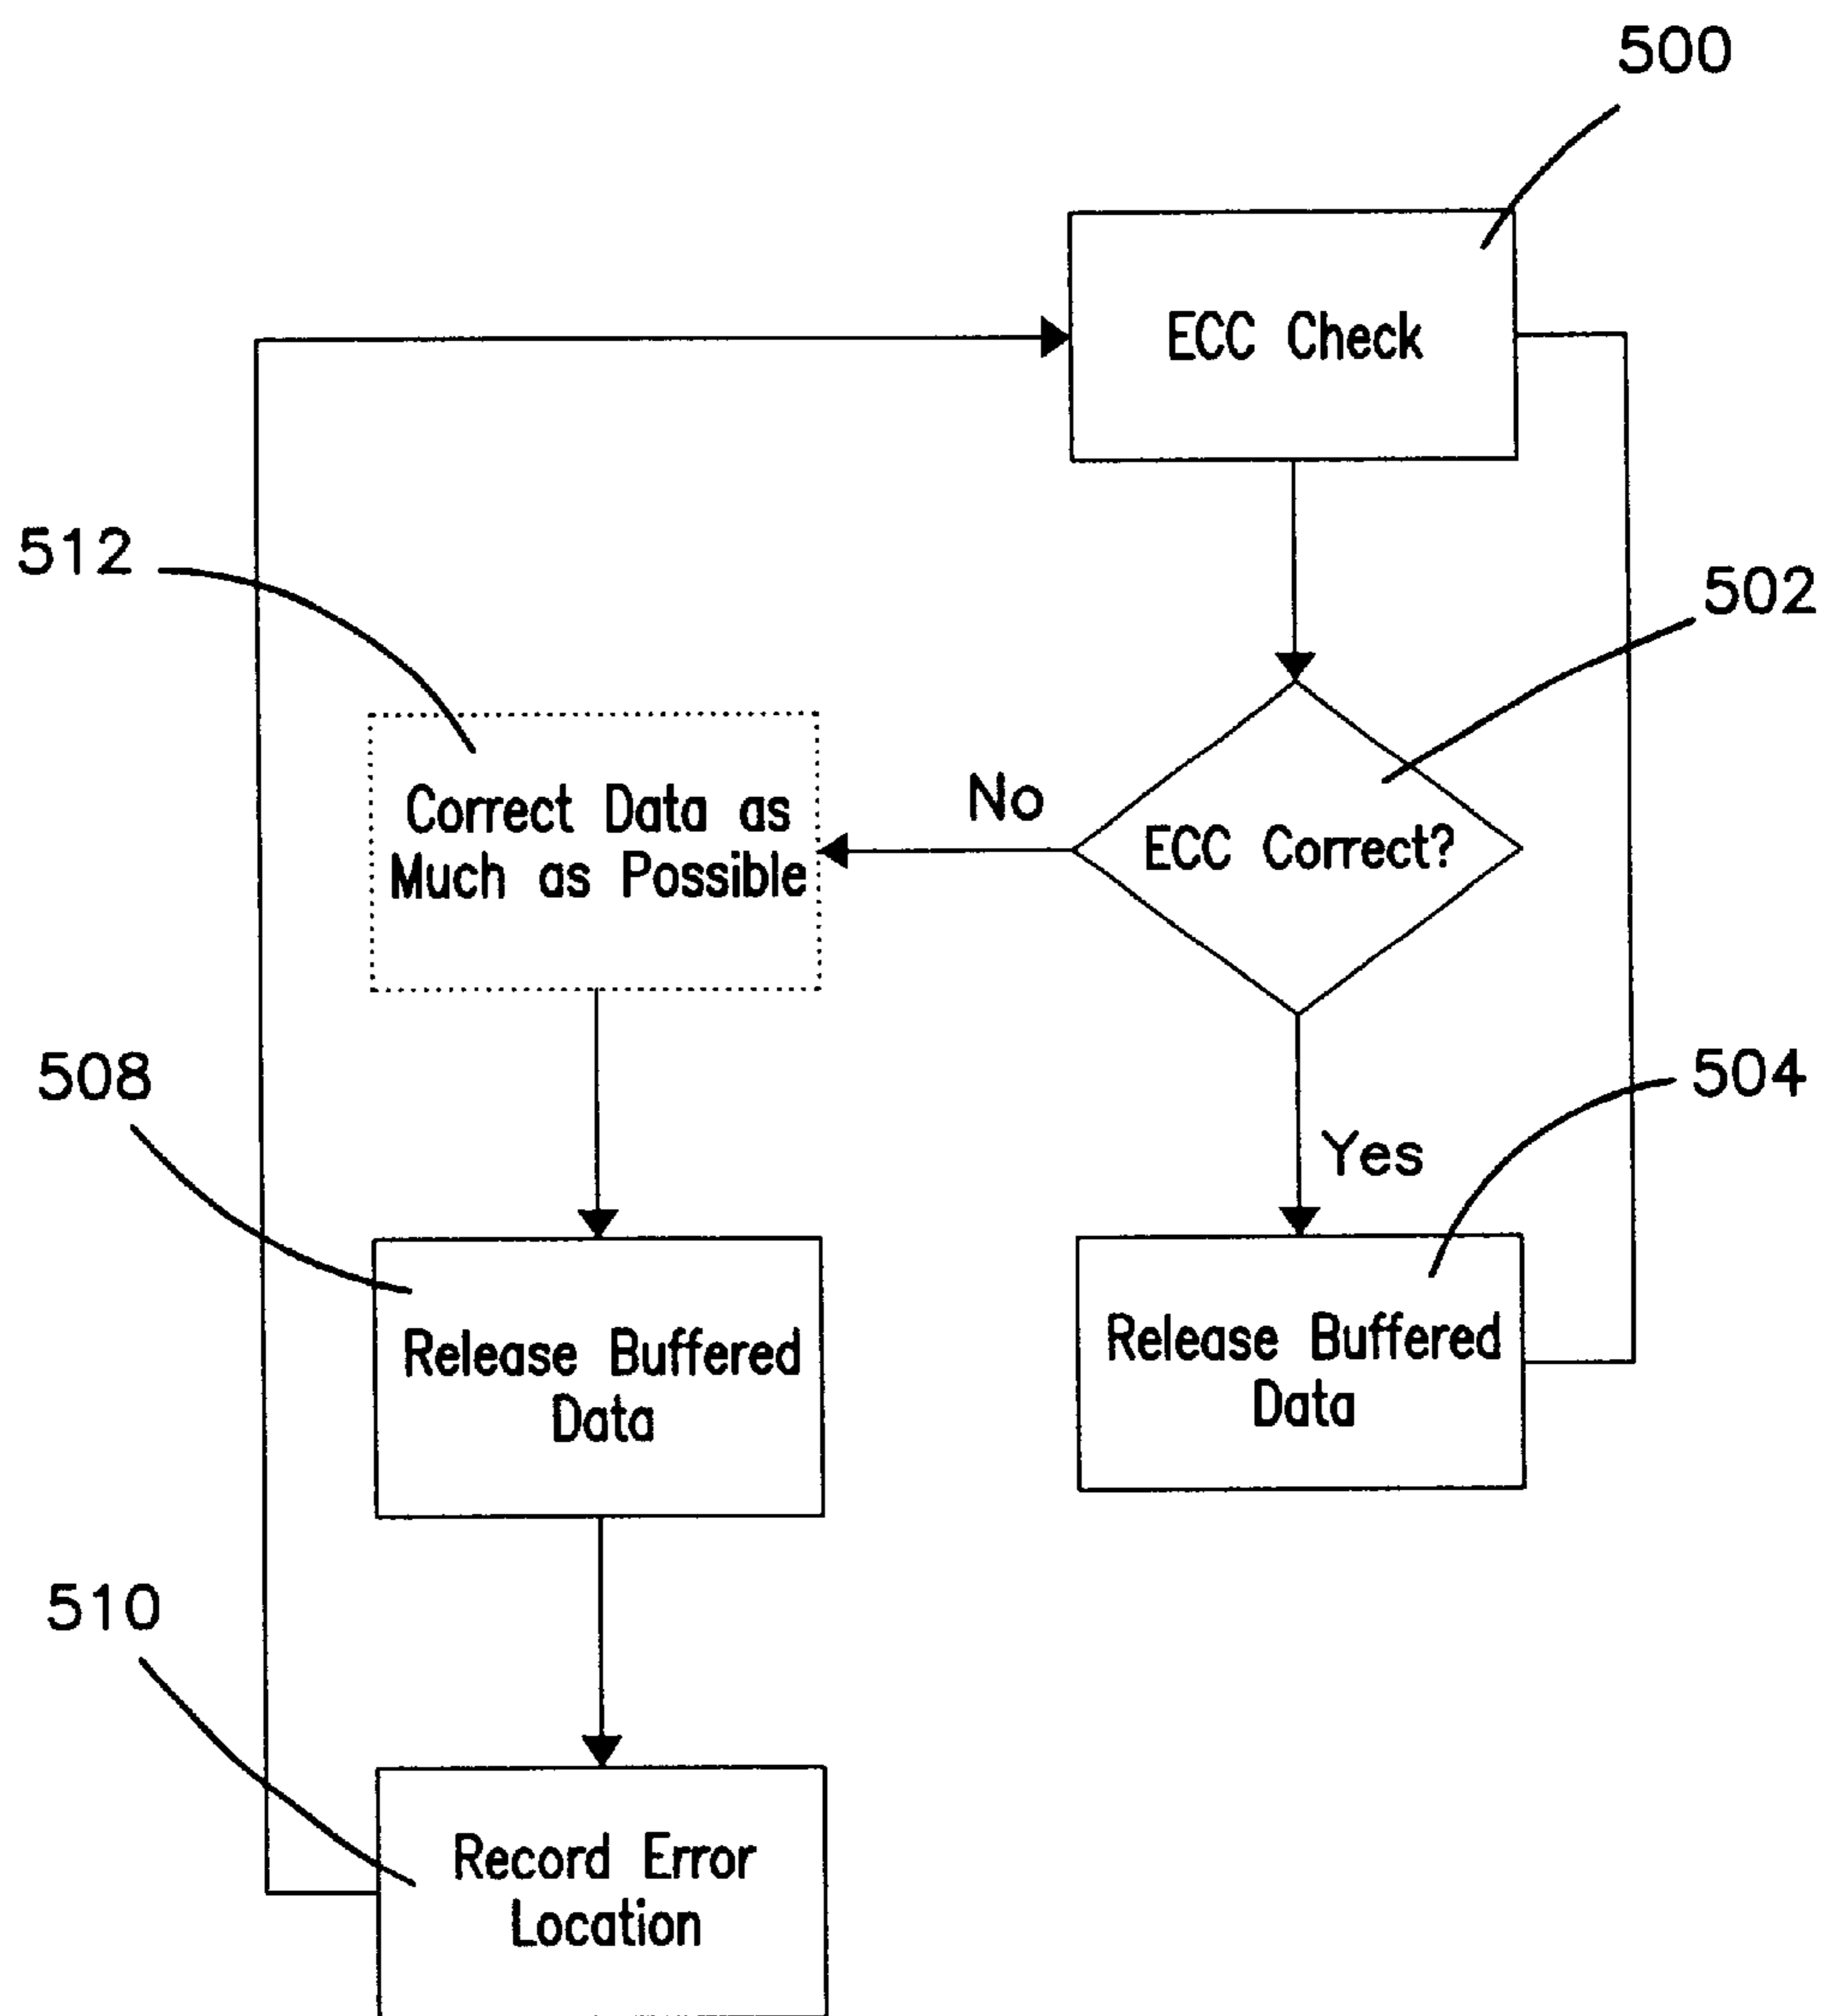 500
ECC Check
512
502
No
Correct Data as
Much as Possible
ECC Correct?
508
504
Yes
Release Buffered
Data
Release Buffered
Data
510
Record Error
Location